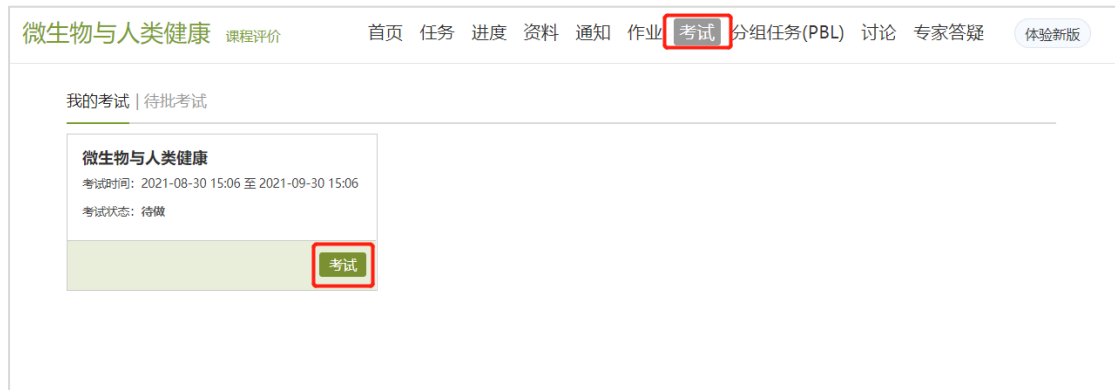 微生物与人类健康 课程评价 首页 任务 进度 资料 通知 作业 考试 分组任务(PBL) 讨论 专家答疑 体验新版
我的考试 | 待批考试
微生物与人类健康
考试时间：2021-08-30 15:06 至 2021-09-30 15:06
考试状态：待做
考试